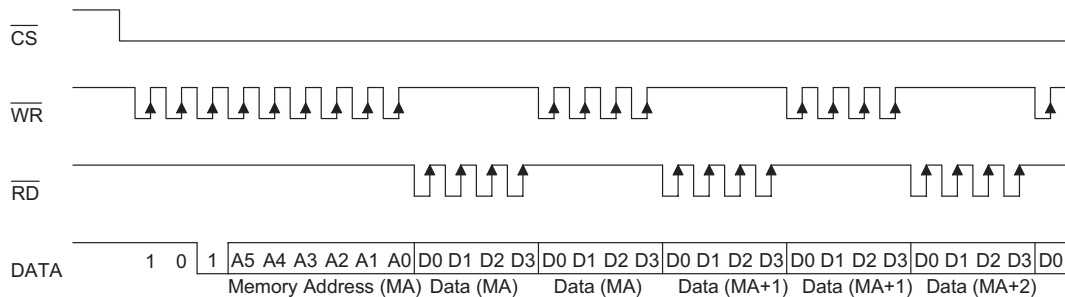 CS
WR
RD
DATA
1 0 1 A5 A4 A3 A2 A1 A0 D0 D1 D2 D3 D0 D1 D2 D3 D0 D1 D2 D3 D0 D1 D2 D3 D0 D1 D2 D3 D0
Memory Address (MA) Data (MA) Data (MA) Data (MA+1) Data (MA+1) Data (MA+2)